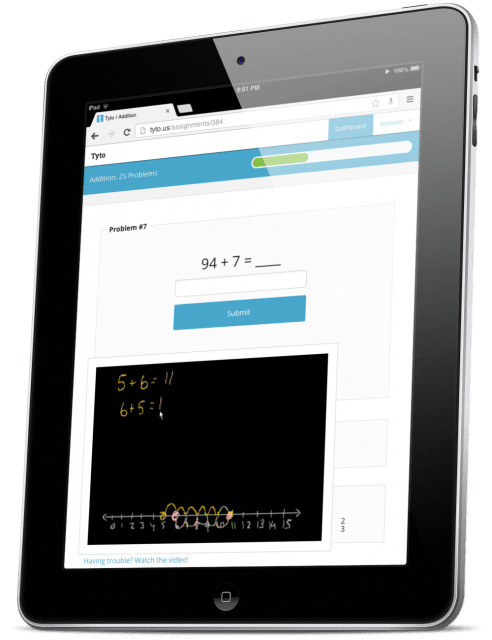 iPad 9:01 PM 100%
Tyto | Addition
tyto.us/assignments/384
Tyto Dashboard Account
Addition: 25 Problems
Problem #7
94 + 7 = ____
Submit
5+6=11
6+5=1
0 1 2 3 4 5 6 7 8 9 10 11 12 13 14 15
2
3
Having trouble? Watch the video!